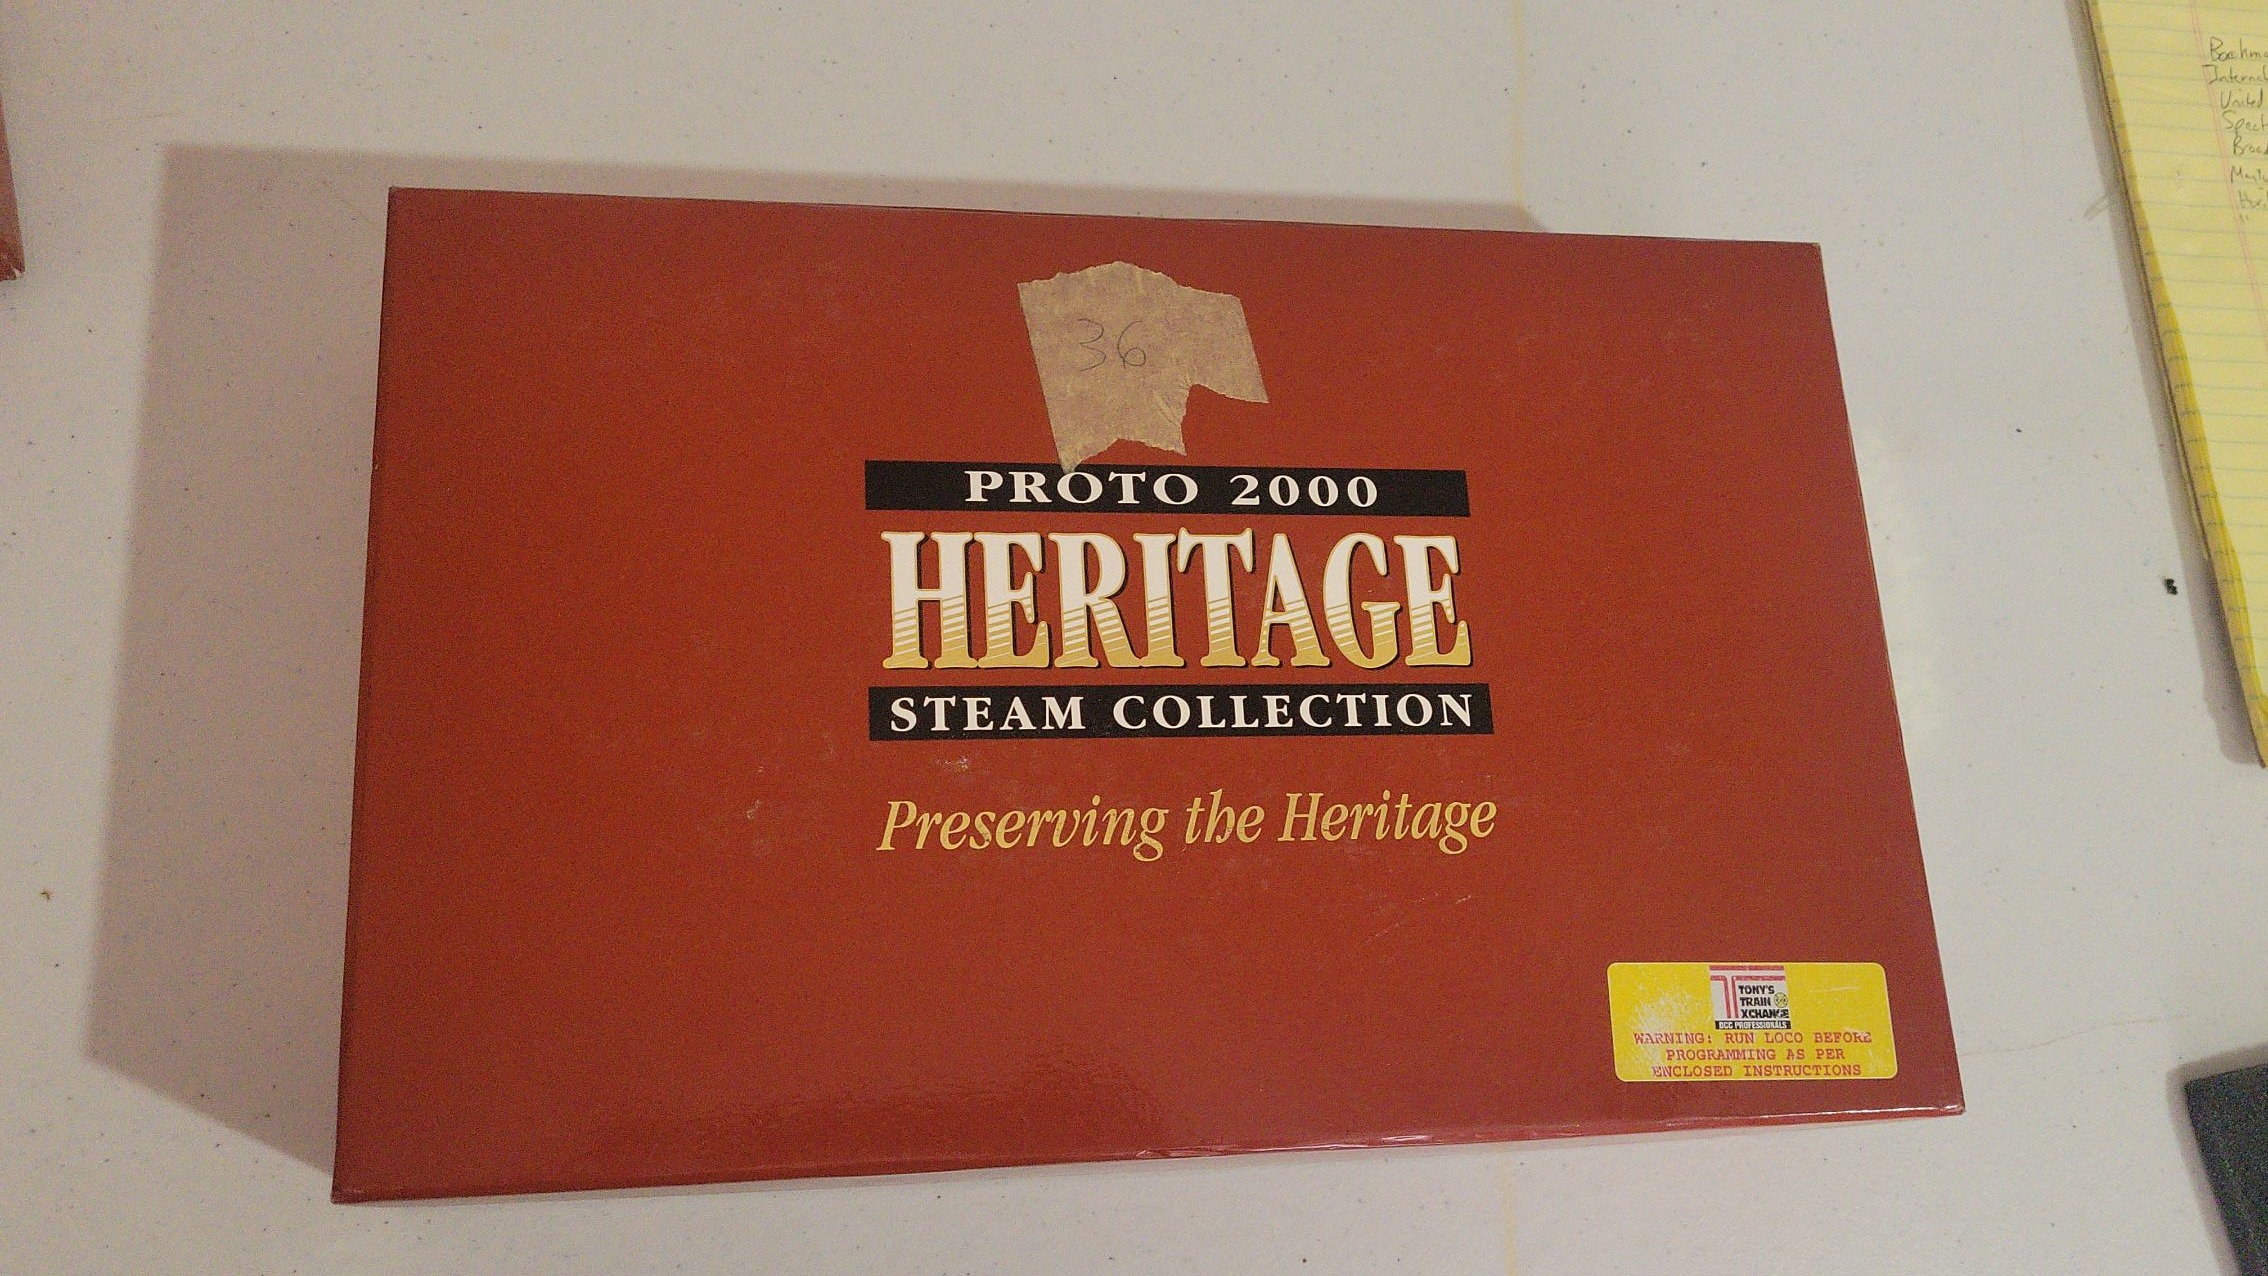 36
PROTO 2000
HERITAGE
STEAM COLLECTION
Preserving the Heritage
TONY'S
TRAIN
XCHANGE
DCC PROFESSIONALS
WARNING: RUN LOCO BEFORE
PROGRAMMING AS PER
ENCLOSED INSTRUCTIONS
United